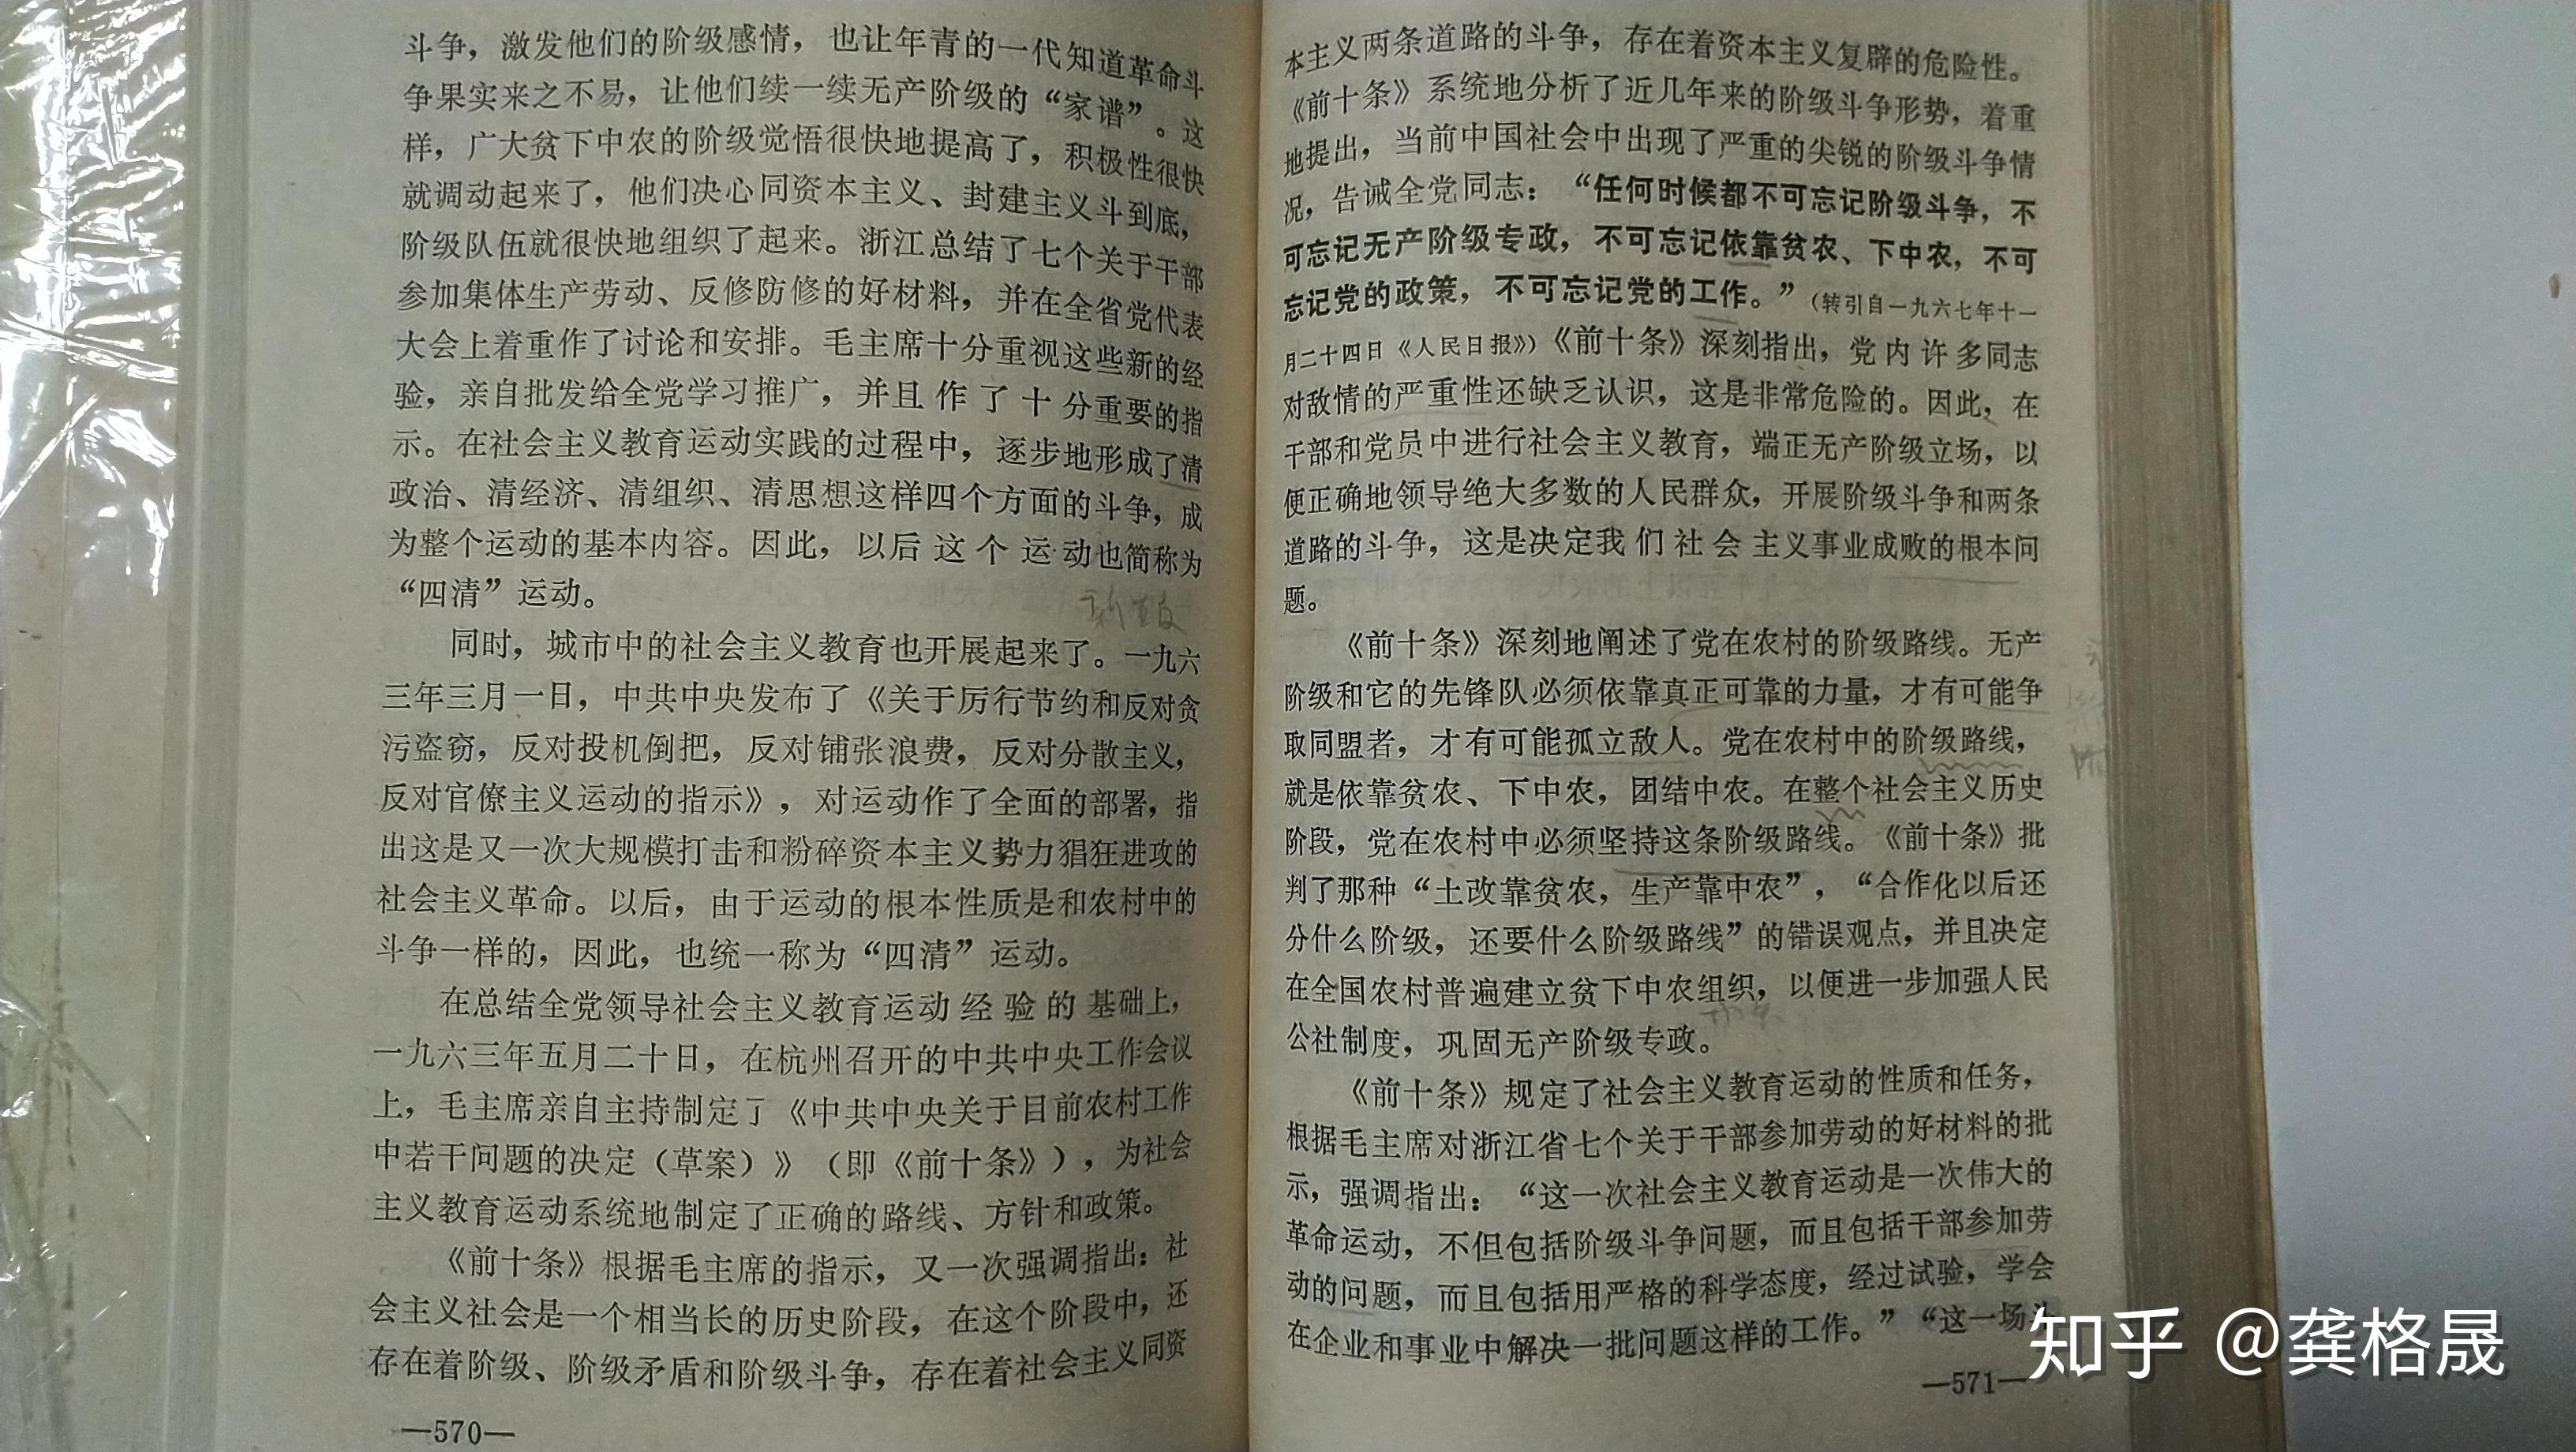 斗争，激发他们的阶级感情，也让年青的一代知道革命斗
争果实来之不易，让他们续一续无产阶级的“家谱”。这
样，广大贫下中农的阶级觉悟很快地提高了，积极性很快
就调动起来了，他们决心同资本主义、封建主义斗到底，
阶级队伍就很快地组织了起来。浙江总结了七个关于干部
参加集体生产劳动、反修防修的好材料，并在全省党代表
大会上着重作了讨论和安排。毛主席十分重视这些新的经
验，亲自批发给全党学习推广，并且作了十分重要的指
示。在社会主义教育运动实践的过程中，逐步地形成了清
政治、清经济、清组织、清思想这样四个方面的斗争，成
为整个运动的基本内容。因此，以后这个运动也简称为
“四清”运动。
同时，城市中的社会主义教育也开展起来了。一九六
三年三月一日，中共中央发布了《关于厉行节约和反对贪
污盗窃，反对投机倒把，反对铺张浪费，反对分散主义，
反对官僚主义运动的指示》，对运动作了全面的部署，指
出这是又一次大规模打击和粉碎资本主义势力猖狂进攻的
社会主义革命。以后，由于运动的根本性质是和农村中的
斗争一样的，因此，也统一称为“四清”运动。
在总结全党领导社会主义教育运动经验的基础上，
一九六三年五月二十日，在杭州召开的中共中央工作会议
上，毛主席亲自主持制定了《中共中央关于目前农村工作
中若干问题的决定（草案）》（即《前十条》），为社会
主义教育运动系统地制定了正确的路线、方针和政策。
《前十条》根据毛主席的指示，又一次强调指出：社
会主义社会是一个相当长的历史阶段，在这个阶段中，还
存在着阶级、阶级矛盾和阶级斗争，存在着社会主义同资
—570—
本主义两条道路的斗争，存在着资本主义复辟的危险性。
《前十条》系统地分析了近几年来的阶级斗争形势，着重
地提出，当前中国社会中出现了严重的尖锐的阶级斗争情
况，告诫全党同志：“任何时候都不可忘记阶级斗争，不
可忘记无产阶级专政，不可忘记依靠贫农、下中农，不可
忘记党的政策，不可忘记党的工作。”（转引自一九六七年十一
月二十四日《人民日报》）《前十条》深刻指出，党内许多同志
对敌情的严重性还缺乏认识，这是非常危险的。因此，在
干部和党员中进行社会主义教育，端正无产阶级立场，以
便正确地领导绝大多数的人民群众，开展阶级斗争和两条
道路的斗争，这是决定我们社会主义事业成败的根本问
题。
《前十条》深刻地阐述了党在农村的阶级路线。无产
阶级和它的先锋队必须依靠真正可靠的力量，才有可能争
取同盟者，才有可能孤立敌人。党在农村中的阶级路线，
就是依靠贫农、下中农，团结中农。在整个社会主义历史
阶段，党在农村中必须坚持这条阶级路线。《前十条》批
判了那种“土改靠贫农，生产靠中农”，“合作化以后还
分什么阶级，还要什么阶级路线”的错误观点，并且决定
在全国农村普遍建立贫下中农组织，以便进一步加强人民
公社制度，巩固无产阶级专政。
《前十条》规定了社会主义教育运动的性质和任务，
根据毛主席对浙江省七个关于干部参加劳动的好材料的批
示，强调指出：“这一次社会主义教育运动是一次伟大的
革命运动，不但包括阶级斗争问题，而且包括干部参加劳
动的问题，而且包括用严格的科学态度，经过试验，学会
在企业和事业中解决一批问题这样的工作。”“这一场斗
—571—
知乎 @龚格晟